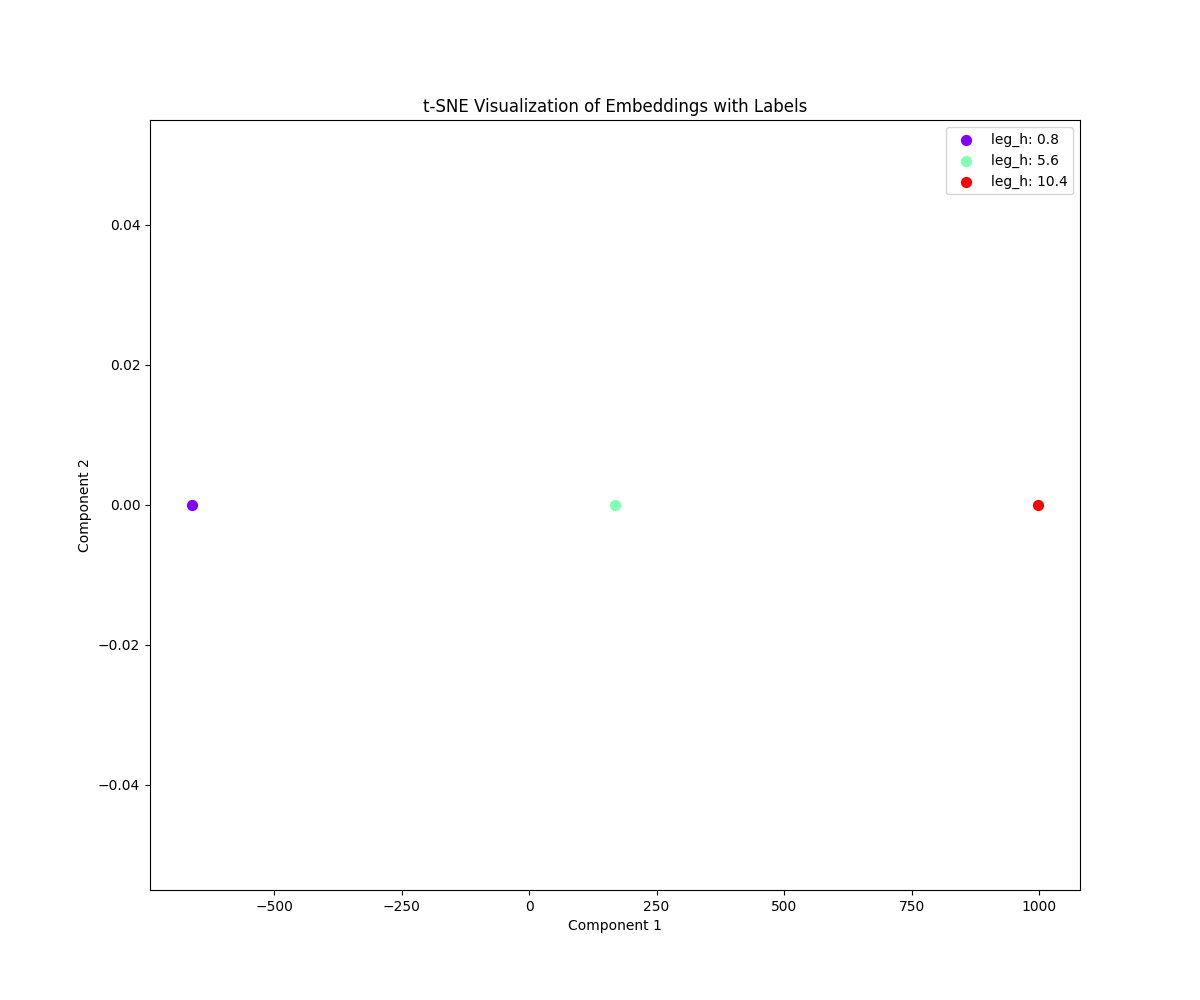 t-SNE Visualization of Embeddings with Labels
leg_h: 0.8
leg_h: 5.6
leg_h: 10.4
0.04
0.02
0.00
−0.02
−0.04
Component 2
−500
−250
0
250
500
750
1000
Component 1